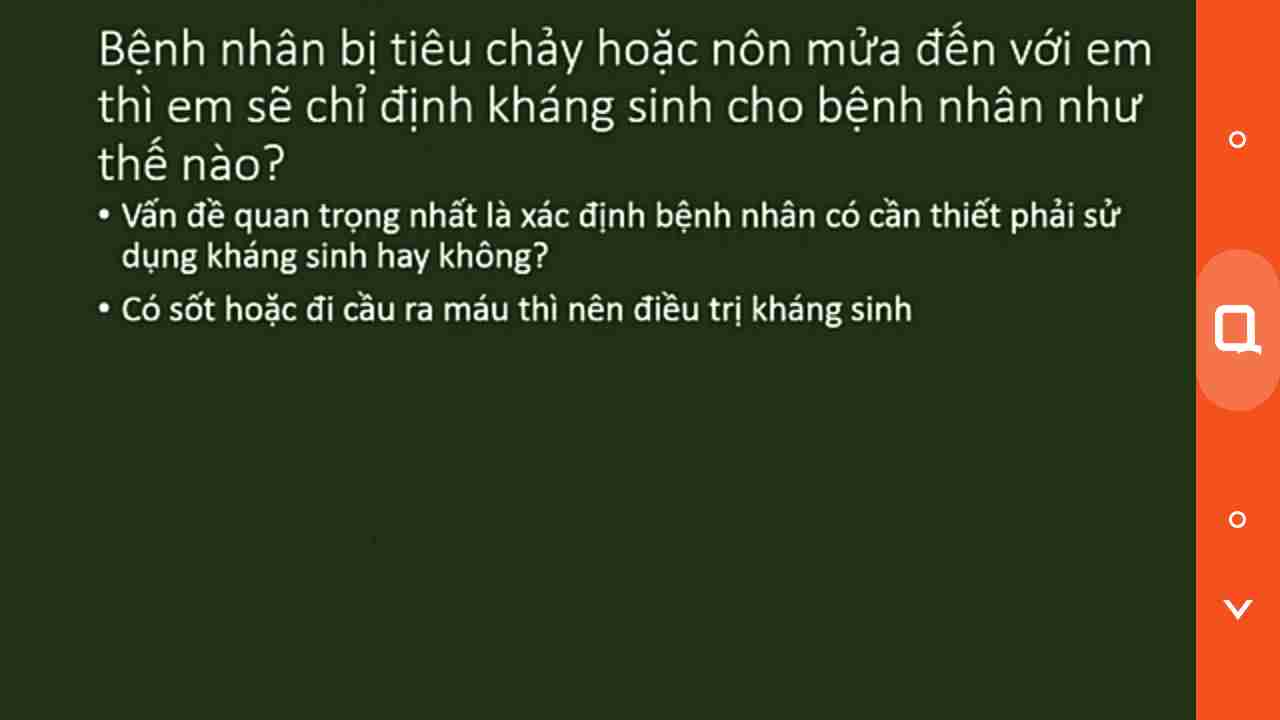 Bệnh nhân bị tiêu chảy hoặc nôn mửa đến với em
thì em sẽ chỉ định kháng sinh cho bệnh nhân như
thế nào?
• Vấn đề quan trọng nhất là xác định bệnh nhân có cần thiết phải sử
dụng kháng sinh hay không?
• Có sốt hoặc đi cầu ra máu thì nên điều trị kháng sinh